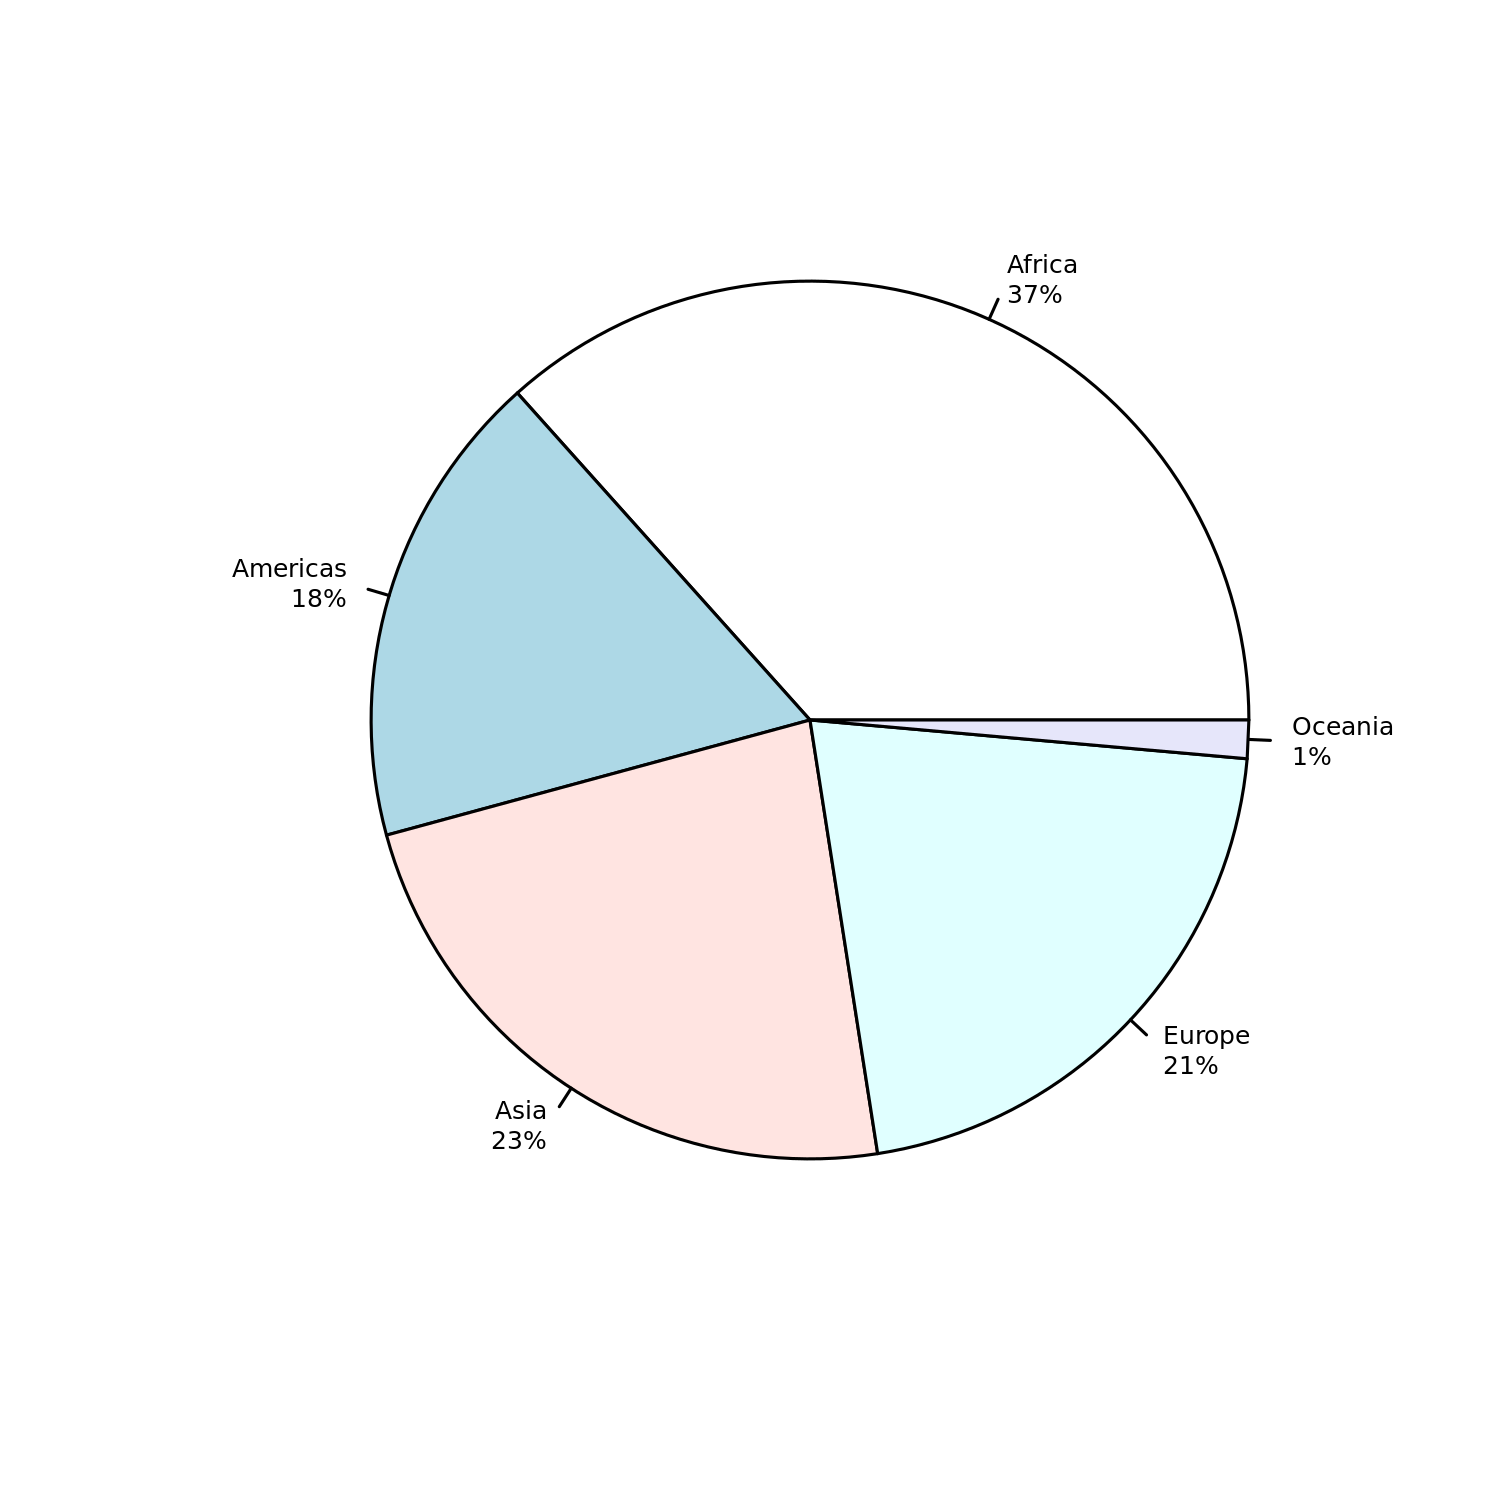 Africa
37%
Americas
18%
Oceania
1%
Europe
21%
Asia
23%